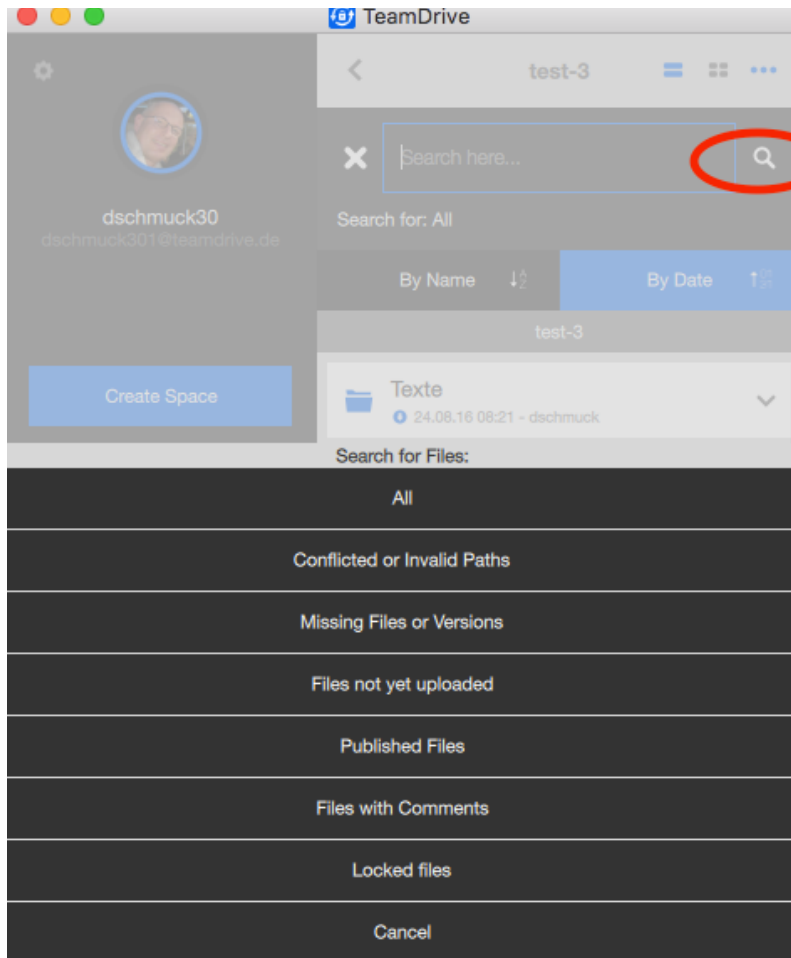 TeamDrive
test-3
Search here...
dschmuck30
dschmuck301@teamdrive.de
Search for: All
By Name
By Date
test-3
Create Space
Texte
24.08.16 08:21 - dschmuck
Search for Files:
All
Conflicted or Invalid Paths
Missing Files or Versions
Files not yet uploaded
Published Files
Files with Comments
Locked files
Cancel